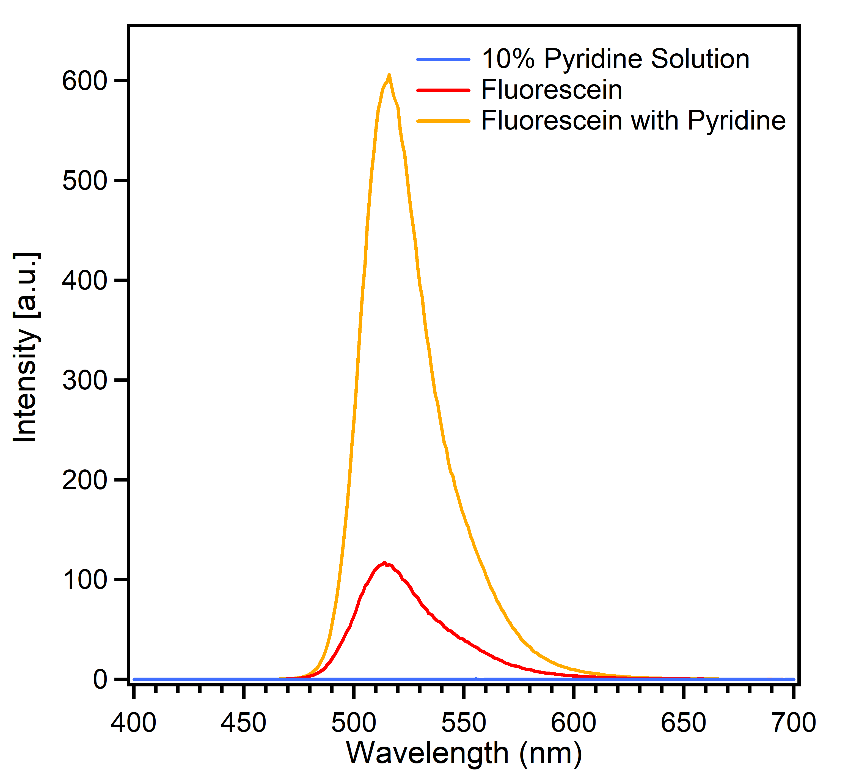 10% Pyridine Solution
Fluorescein
Fluorescein with Pyridine
600
500
400
300
200
100
0
Intensity [a.u.]
400 450 500 550 600 650 700
Wavelength (nm)